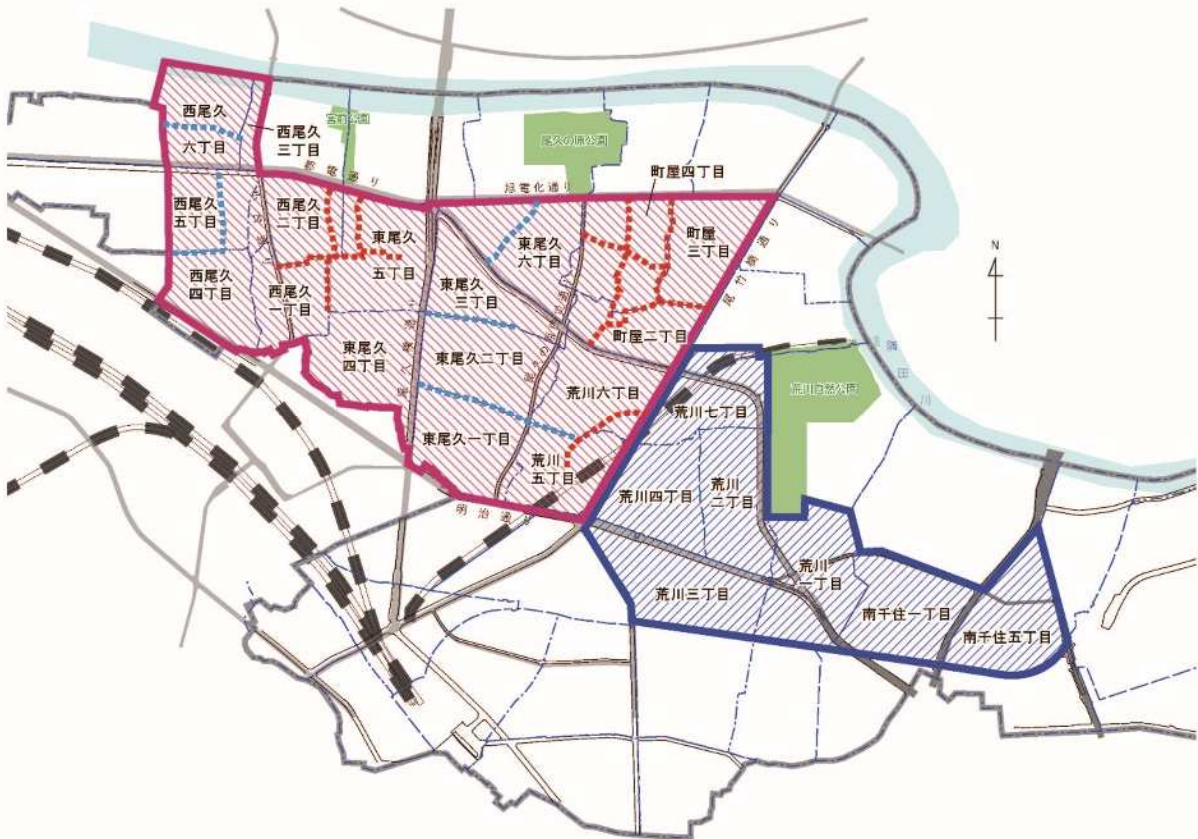 西尾久
六丁目
西尾久
三丁目
宮前公園
尾久の原公園
都電通り
旭電化通り
町屋四丁目
西尾久
五丁目
西尾久
二丁目
東尾久
五丁目
東尾久
六丁目
町屋
三丁目
N
西尾久
四丁目
西尾久
一丁目
東尾久
三丁目
尾竹橋通り
町屋二丁目
東尾久
四丁目
東尾久二丁目
隅田川
荒川自然公園
荒川六丁目
荒川七丁目
東尾久一丁目
荒川
五丁目
荒川四丁目
荒川
二丁目
明治通り
荒川
一丁目
荒川三丁目
南千住一丁目
南千住五丁目